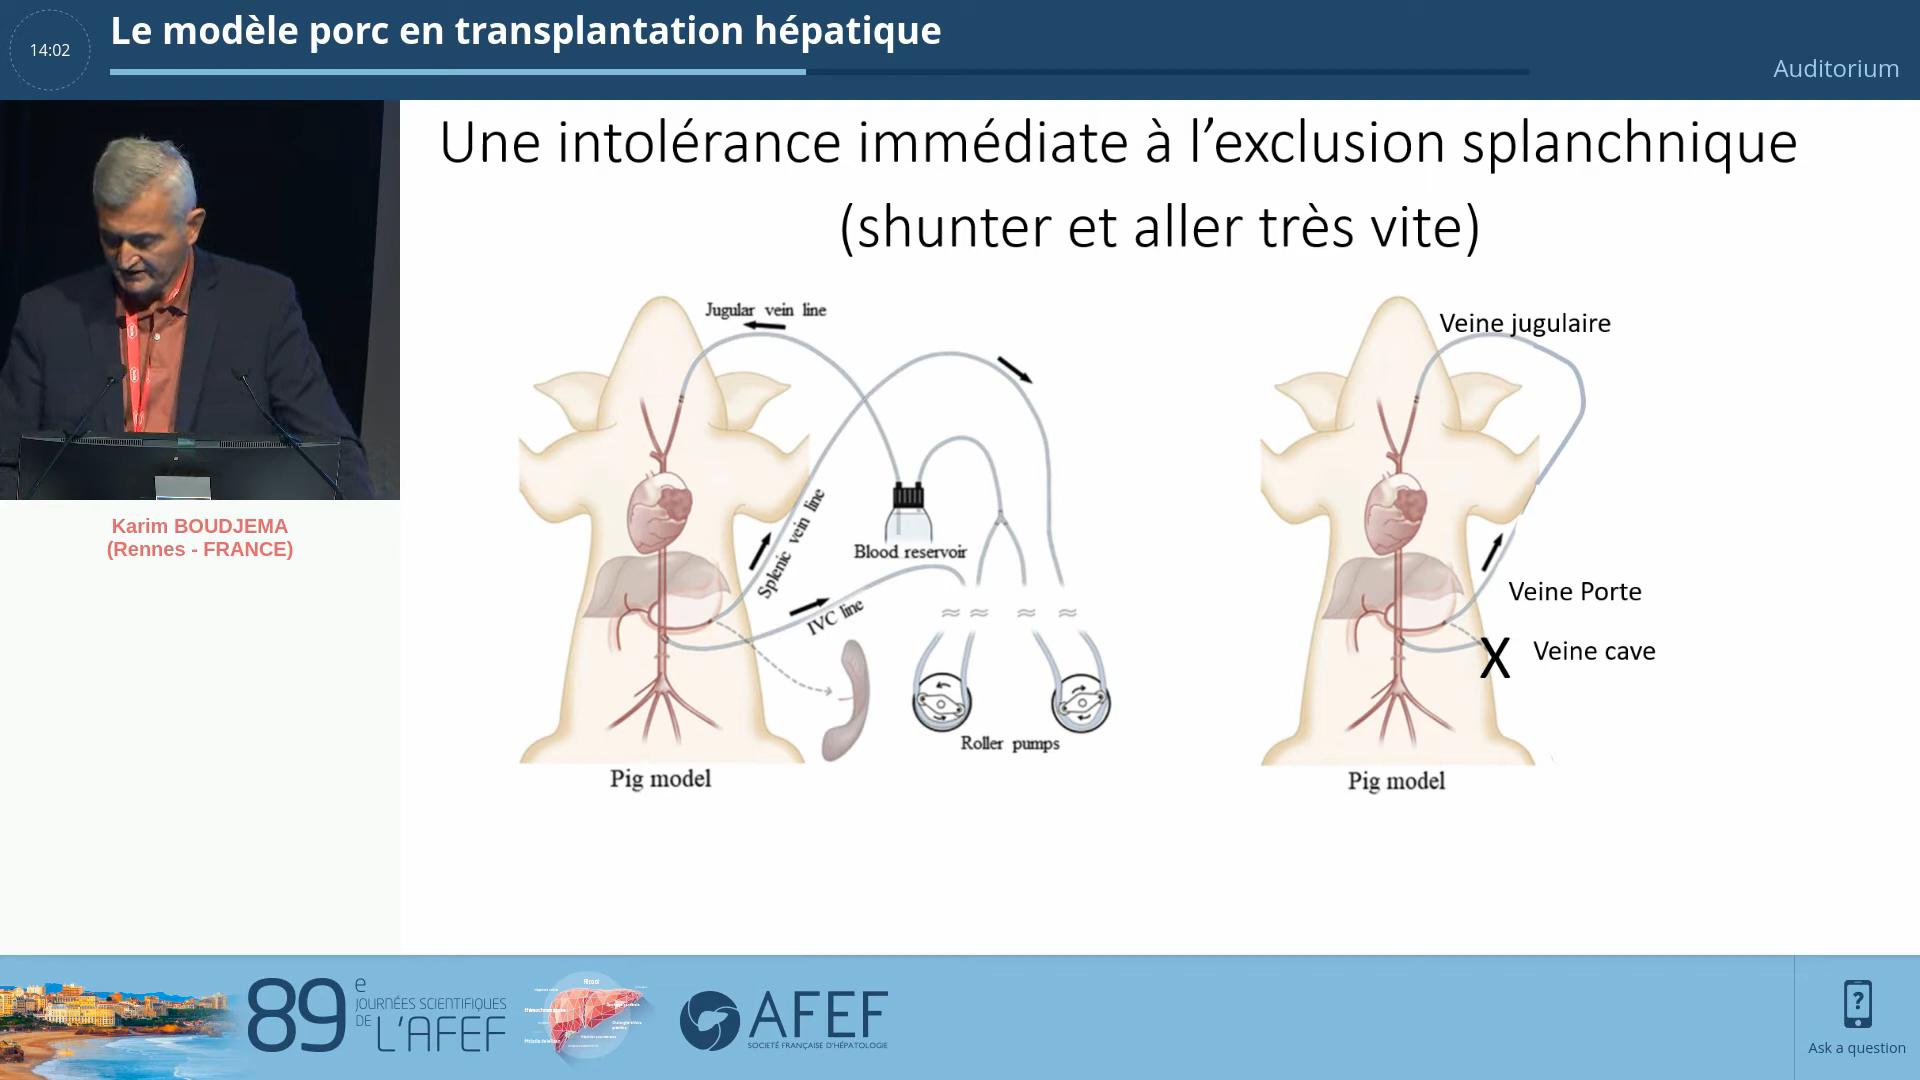 14:02
Le modèle porc en transplantation hépatique
Auditorium
Une intolérance immédiate à l’exclusion splanchnique
(shunter et aller très vite)
Jugular vein line
Splenic vein line
IVC line
Blood reservoir
Roller pumps
Pig model
Veine jugulaire
Veine Porte
X Veine cave
Pig model
Karim BOUDJEMA
(Rennes - FRANCE)
89e
JOURNÉES SCIENTIFIQUES
DE L’AFEF
Alcool
AFEF
SOCIÉTÉ FRANÇAISE D’HÉPATOLOGIE
?
Ask a question